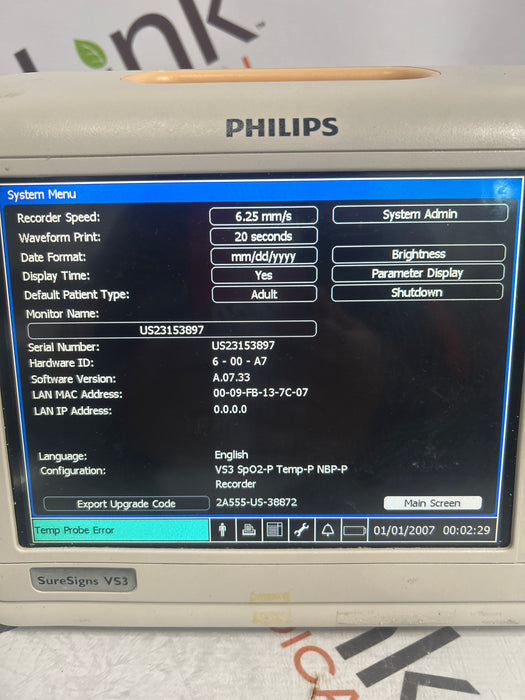 ink
PHILIPS
System Menu
Recorder Speed: 6.25 mm/s System Admin
Waveform Print: 20 seconds
Date Format: mm/dd/yyyy Brightness
Display Time: Yes Parameter Display
Default Patient Type: Adult Shutdown
Monitor Name:
US23153897
Serial Number: US23153897
Hardware ID: 6 - 00 - A7
Software Version: A.07.33
LAN MAC Address: 00-09-FB-13-7C-07
LAN IP Address: 0.0.0.0
Language: English
Configuration: VS3 SpO2-P Temp-P NBP-P
Recorder
Export Upgrade Code 2A555-US-38872 Main Screen
Temp Probe Error 01/01/2007 00:02:29
SureSigns VS3